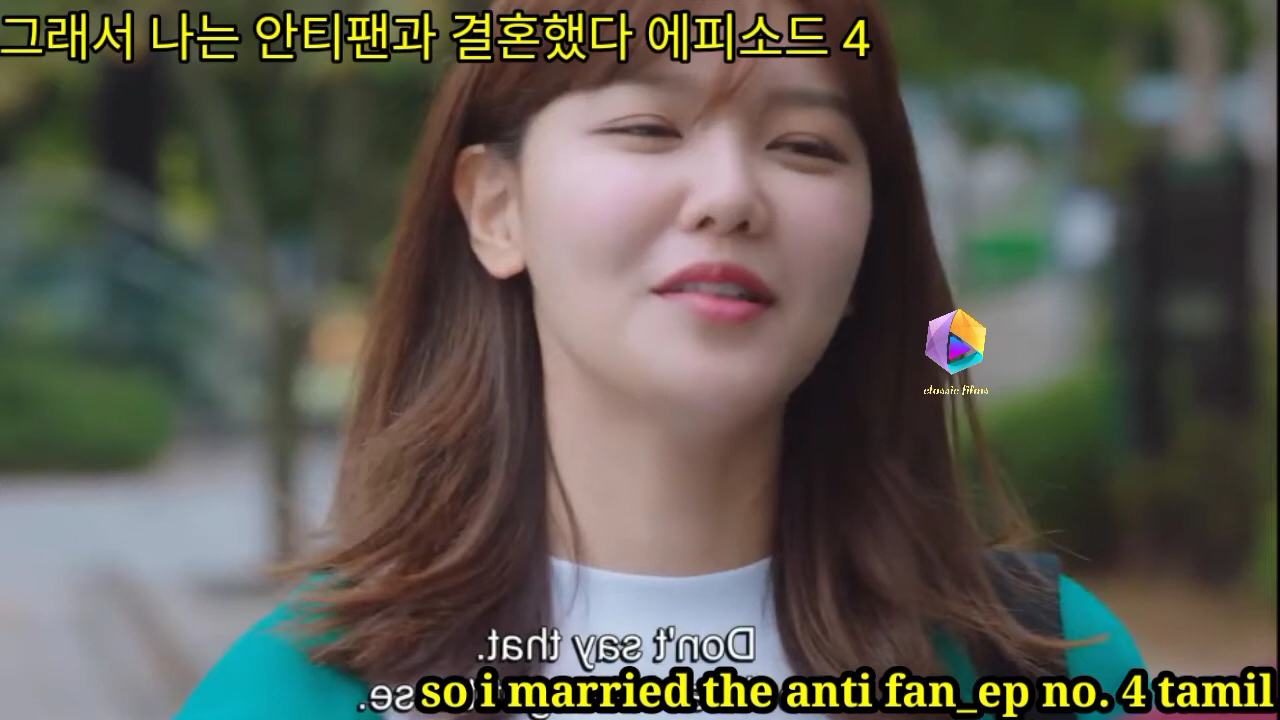 그래서 나는 안티팬과 결혼했다 에피소드 4
classic films
Don't say that.
so i married the anti fan_ep no. 4 tamil